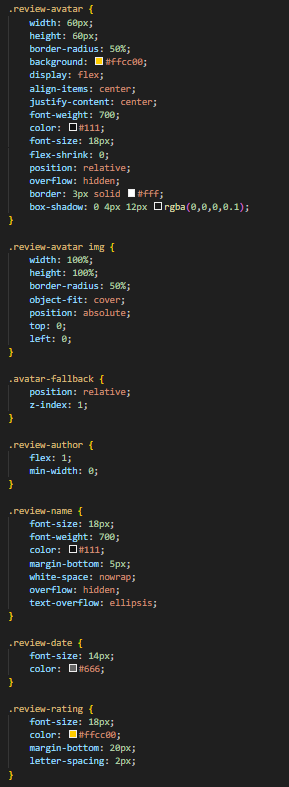 .review-avatar {
    width: 60px;
    height: 60px;
    border-radius: 50%;
    background: #ffcc00;
    display: flex;
    align-items: center;
    justify-content: center;
    font-weight: 700;
    color: #111;
    font-size: 18px;
    flex-shrink: 0;
    position: relative;
    overflow: hidden;
    border: 3px solid #fff;
    box-shadow: 0 4px 12px rgba(0,0,0,0.1);
}

.review-avatar img {
    width: 100%;
    height: 100%;
    border-radius: 50%;
    object-fit: cover;
    position: absolute;
    top: 0;
    left: 0;
}

.avatar-fallback {
    position: relative;
    z-index: 1;
}

.review-author {
    flex: 1;
    min-width: 0;
}

.review-name {
    font-size: 18px;
    font-weight: 700;
    color: #111;
    margin-bottom: 5px;
    white-space: nowrap;
    overflow: hidden;
    text-overflow: ellipsis;
}

.review-date {
    font-size: 14px;
    color: #666;
}

.review-rating {
    font-size: 18px;
    color: #ffcc00;
    margin-bottom: 20px;
    letter-spacing: 2px;
}